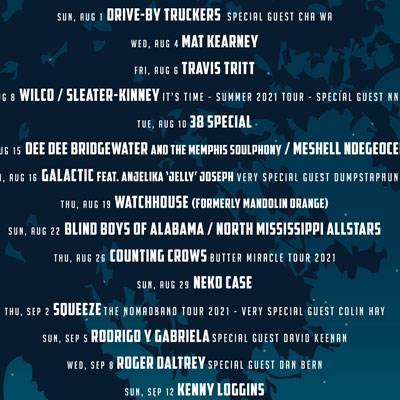 SUN, AUG 1 DRIVE-BY TRUCKERS SPECIAL GUEST CHA WA
WED, AUG 4 MAT KEARNEY
FRI, AUG 6 TRAVIS TRITT
UG 8 WILCO / SLEATER-KINNEY IT'S TIME - SUMMER 2021 TOUR - SPECIAL GUEST NN
TUE, AUG 10 38 SPECIAL
UG 15 DEE DEE BRIDGEWATER AND THE MEMPHIS SOULPHONY / MESHELL NDEGEOCE
, AUG 16 GALACTIC FEAT. ANJELIKA 'JELLY' JOSEPH VERY SPECIAL GUEST DUMPSTAPHUN
THU, AUG 19 WATCHHOUSE (FORMERLY MANDOLIN ORANGE)
SUN, AUG 22 BLIND BOYS OF ALABAMA / NORTH MISSISSIPPI ALLSTARS
THU, AUG 26 COUNTING CROWS BUTTER MIRACLE TOUR 2021
SUN, AUG 29 NEKO CASE
THU, SEP 2 SQUEEZE THE NOMADBAND TOUR 2021 - VERY SPECIAL GUEST COLIN HAY
SUN, SEP 5 RODRIGO Y GABRIELA SPECIAL GUEST DAVID KEENAN
WED, SEP 8 ROGER DALTREY SPECIAL GUEST DAN BERN
SUN, SEP 12 KENNY LOGGINS